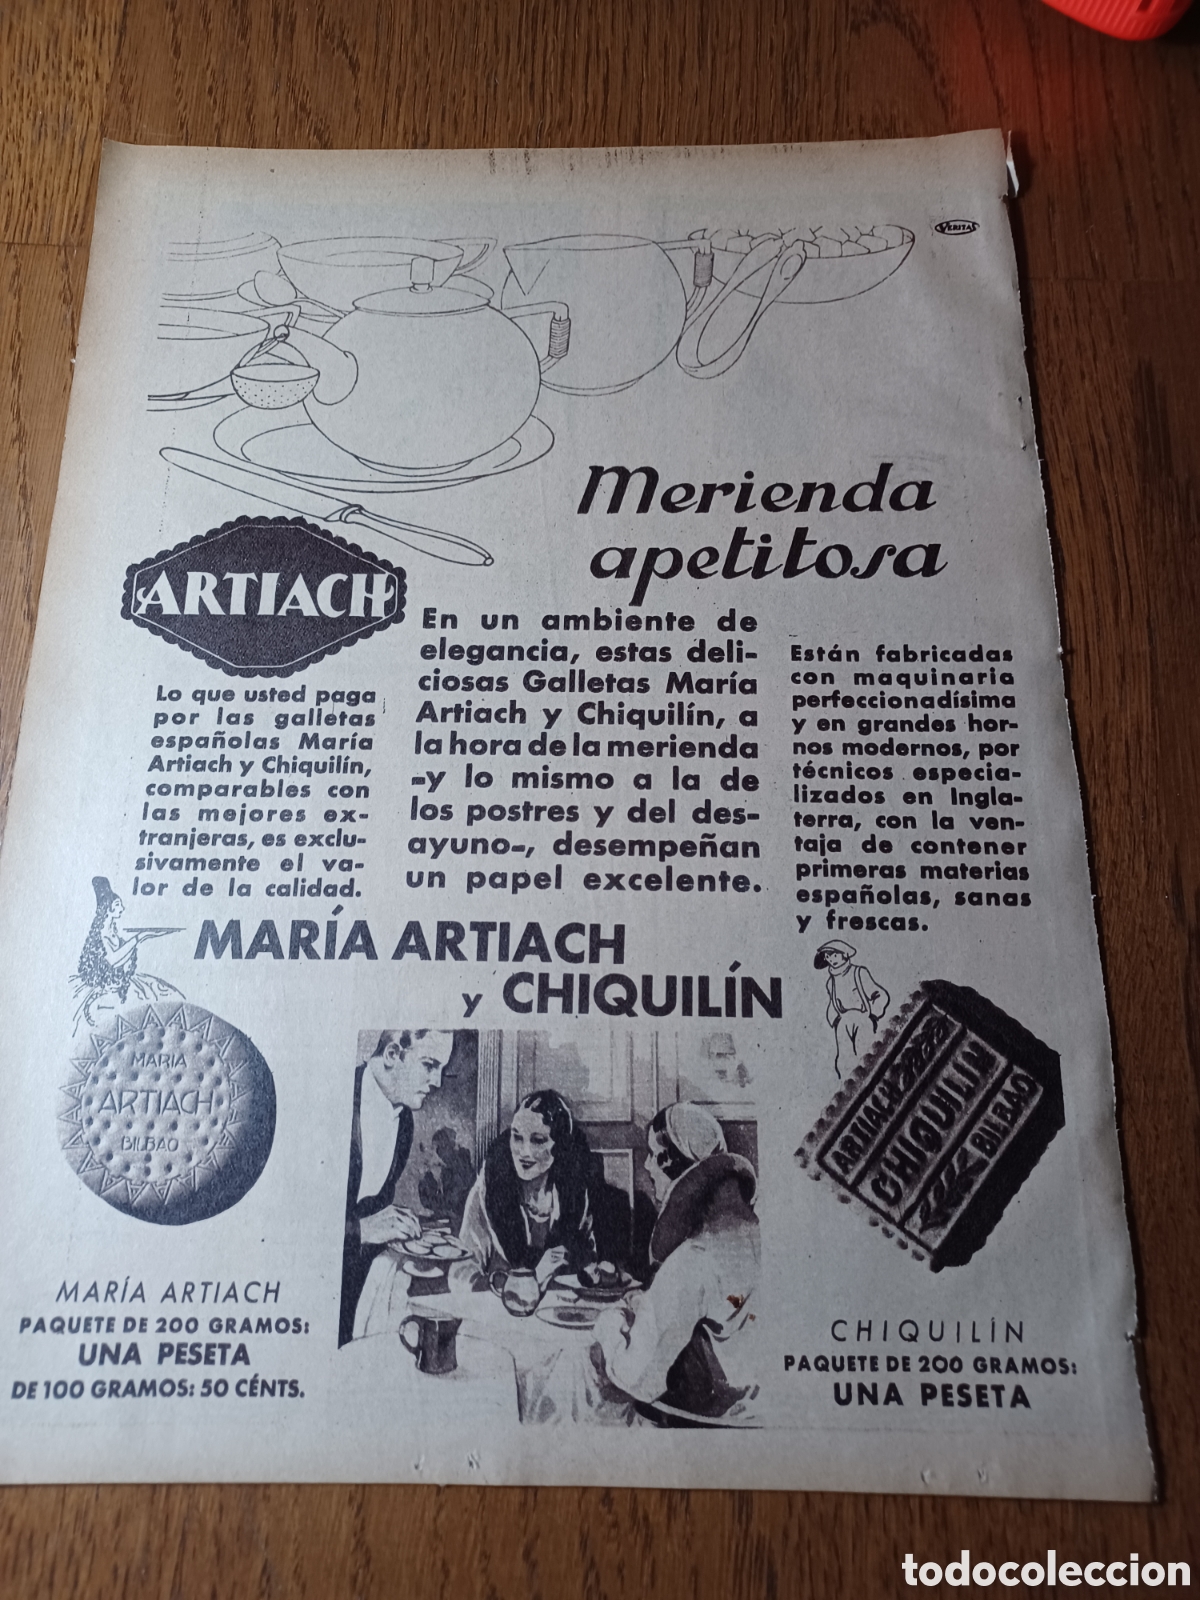 VERITAS
Merienda
apetitosa
ARTIACH
Lo que usted paga
por las galletas
españolas María
Artiach y Chiquilín,
comparables con
las mejores ex-
tranjeras, es exclu-
sivamente el va-
lor de la calidad.
En un ambiente de
elegancia, estas deli-
ciosas Galletas María
Artiach y Chiquilín, a
la hora de la merienda
-y lo mismo a la de
los postres y del des-
ayuno-, desempeñan
un papel excelente.
Están fabricadas
con maquinaria
perfeccionadísima
y en grandes hor-
nos modernos, por
técnicos especia-
lizados en Ingla-
terra, con la ven-
taja de contener
primeras materias
españolas, sanas
y frescas.
MARÍA ARTIACH
y CHIQUILÍN
MARIA
ARTIACH
BILBAO
ARTIACH
CHIQUILIN
BILBAO
MARÍA ARTIACH
PAQUETE DE 200 GRAMOS:
UNA PESETA
DE 100 GRAMOS: 50 CÉNTS.
CHIQUILÍN
PAQUETE DE 200 GRAMOS:
UNA PESETA
todocoleccion